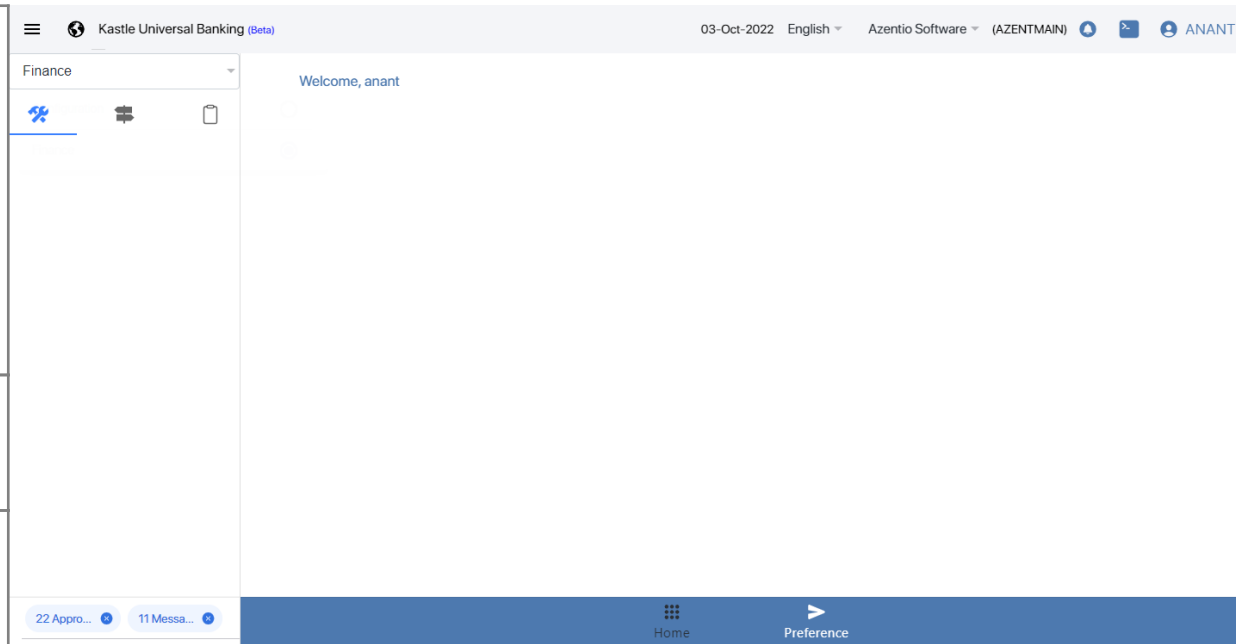 Kastle Universal Banking (Beta) 03-Oct-2022 English Azentio Software (AZENTMAIN) ANANT
Finance
Welcome, anant
22 Appro... 11 Messa...
Home Preference